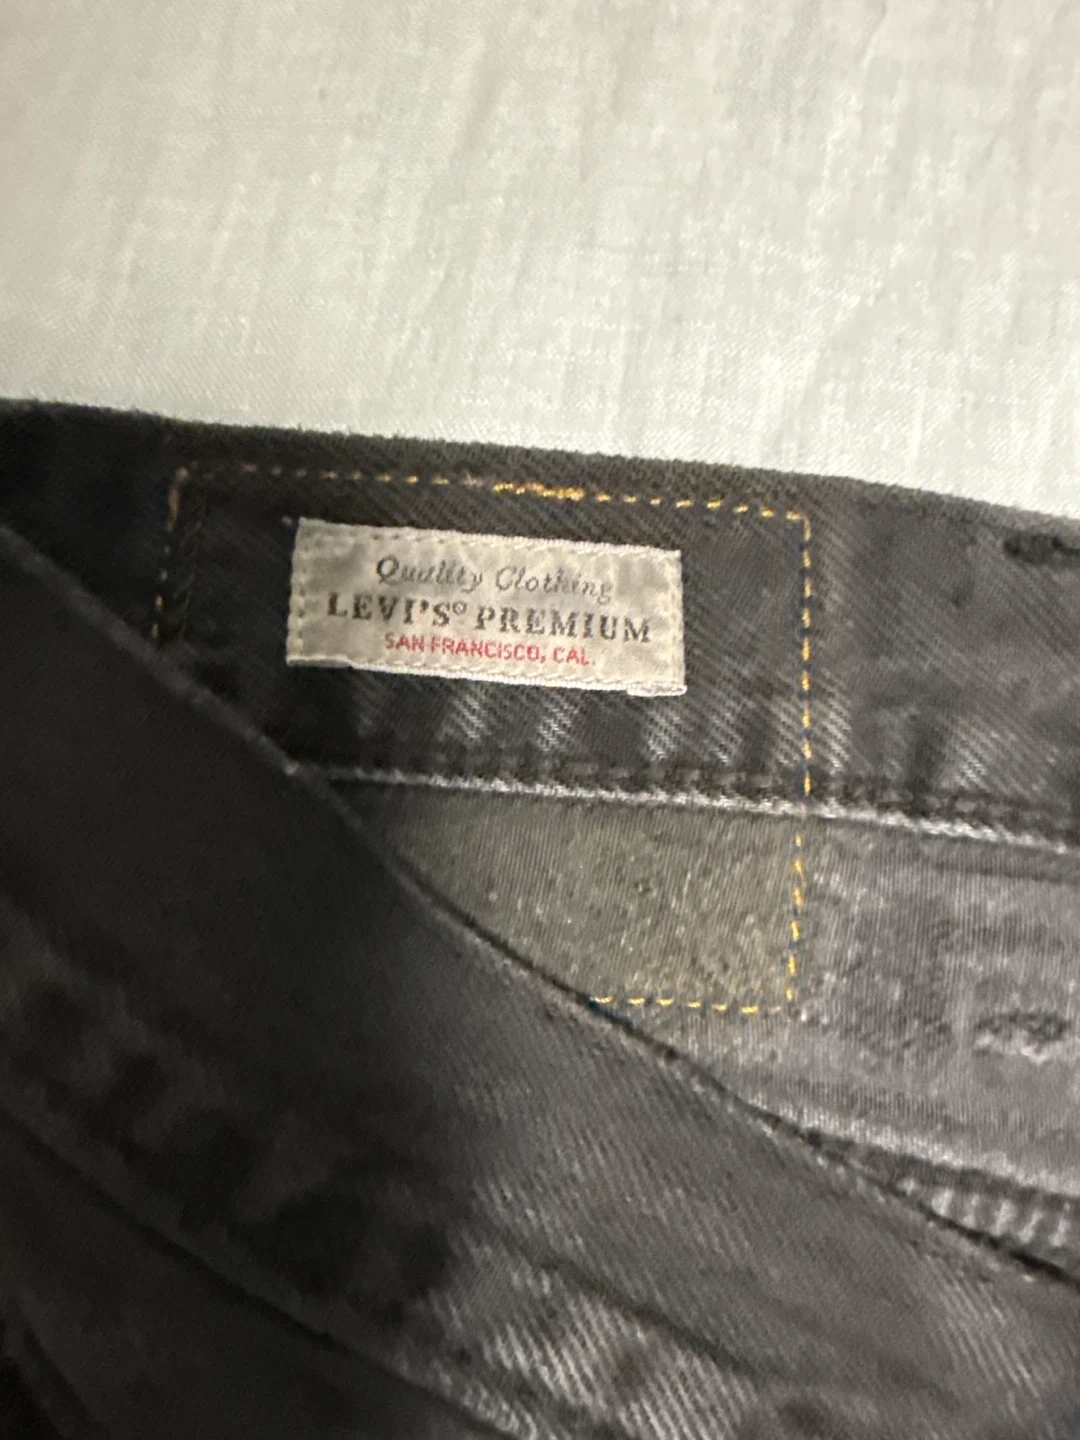 Quality Clothing
LEVI'S® PREMIUM
SAN FRANCISCO, CAL.